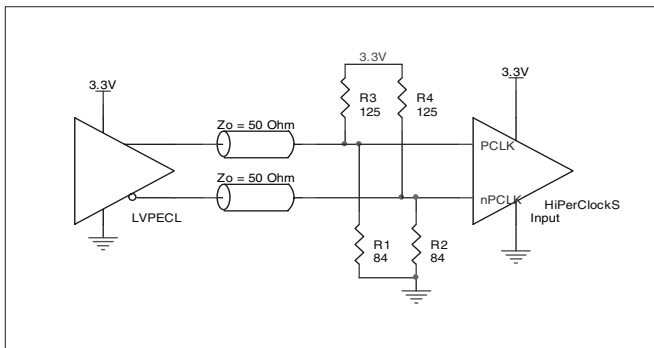 3.3V
3.3V
3.3V
R3
125
R4
125
Zo = 50 Ohm
PCLK
Zo = 50 Ohm
nPCLK
HiPerClockS
Input
LVPECL
R1
84
R2
84